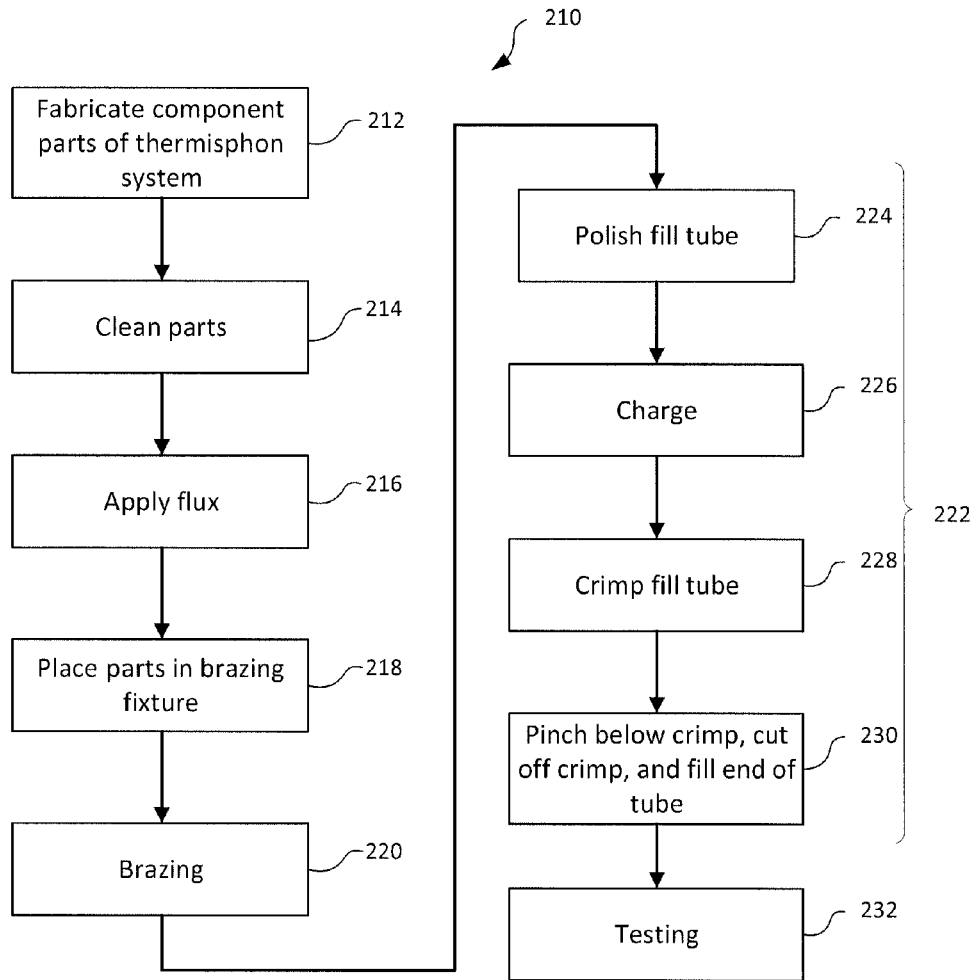 210
Fabricate component
parts of thermisphon
system
212
Clean parts
214
Apply flux
216
Place parts in brazing
fixture
218
Brazing
220
Polish fill tube
224
Charge
226
Crimp fill tube
228
Pinch below crimp, cut
off crimp, and fill end of
tube
230
222
Testing
232